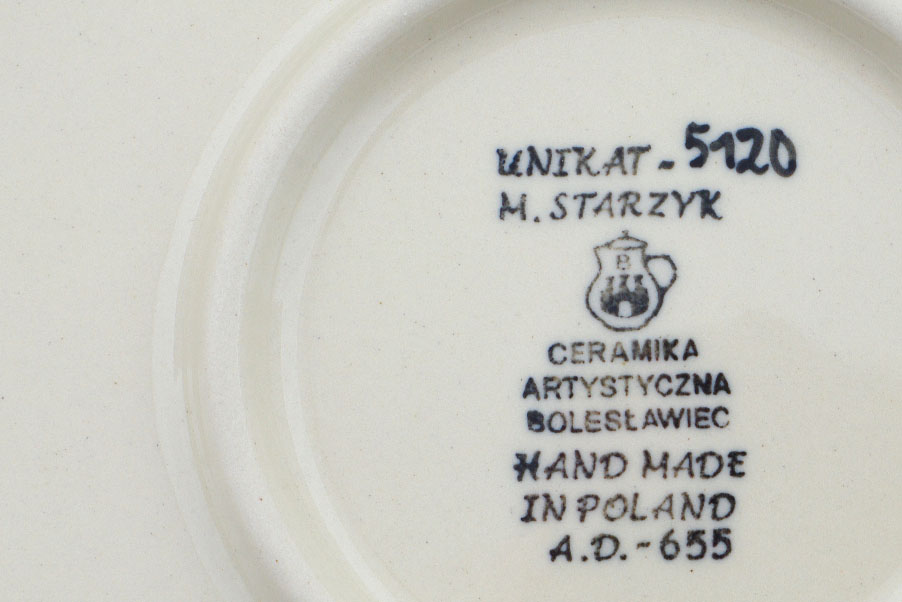 UNIKAT - 5120
M. STARZYK
B
CERAMIKA
ARTYSTYCZNA
BOLESŁAWIEC
HAND MADE
IN POLAND
A.D. - 655